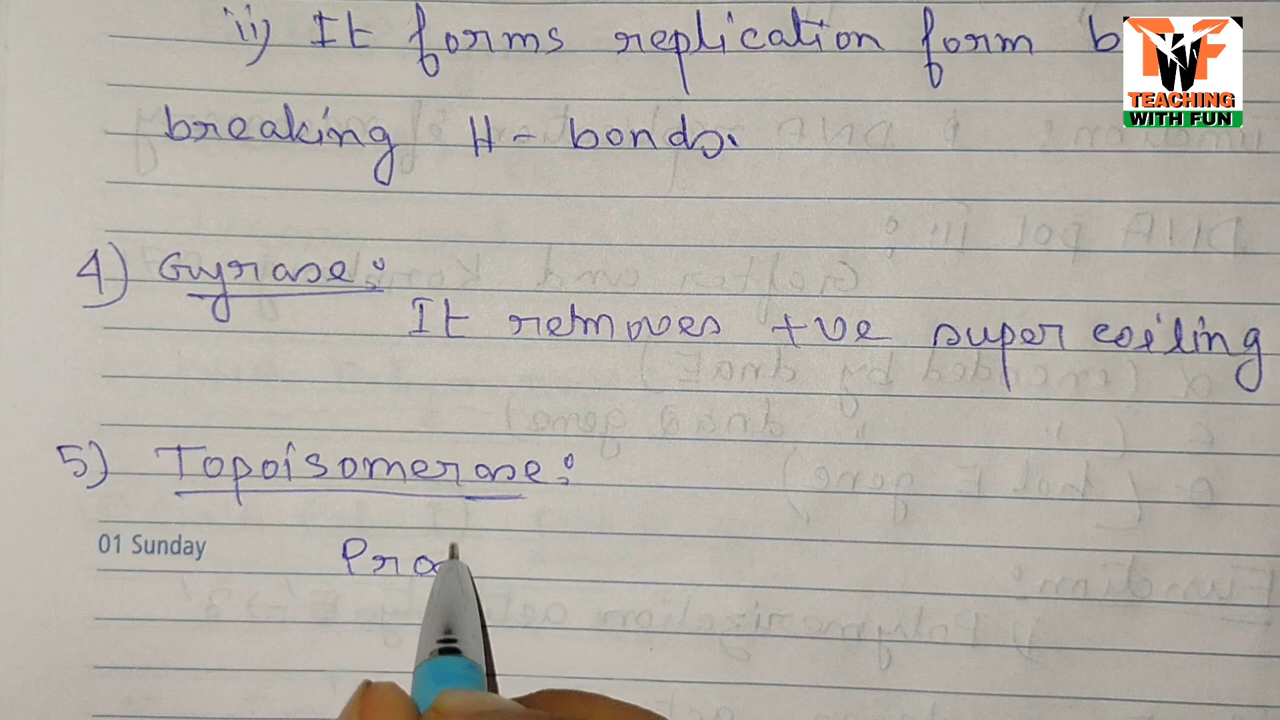 ii) It forms replication form b
breaking H-bonds.
4) Gyrase:
It removes +ve super coiling
5) Topoisomerase:
01 Sunday
Pro
TEACHING
WITH FUN